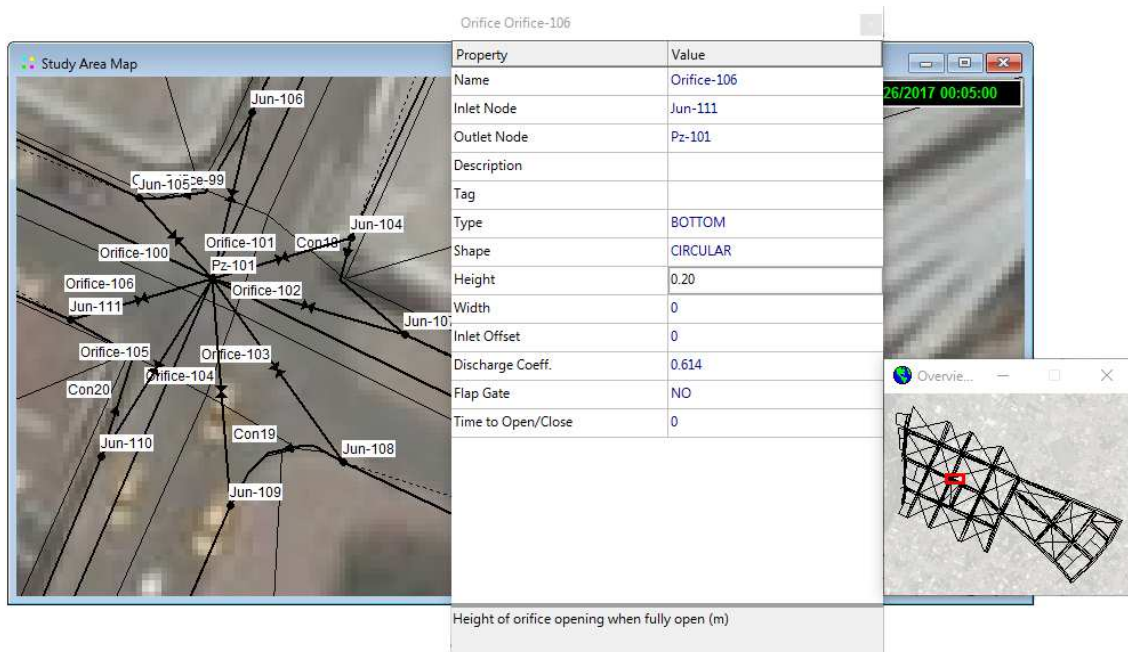 Orifice Orifice-106
Study Area Map
26/2017 00:05:00
Property Value
Name Orifice-106
Inlet Node Jun-111
Outlet Node Pz-101
Description
Tag
Type BOTTOM
Shape CIRCULAR
Height 0.20
Width 0
Inlet Offset 0
Discharge Coeff. 0.614
Flap Gate NO
Time to Open/Close 0
Height of orifice opening when fully open (m)
Jun-106
Jun-105
ce-99
Jun-104
Orifice-101
Con18
Orifice-100
Pz-101
Orifice-106
Orifice-102
Jun-111
Jun-107
Orifice-105
Orifice-103
Orifice-104
Con20
Con19
Jun-110
Jun-108
Jun-109
Overvie...